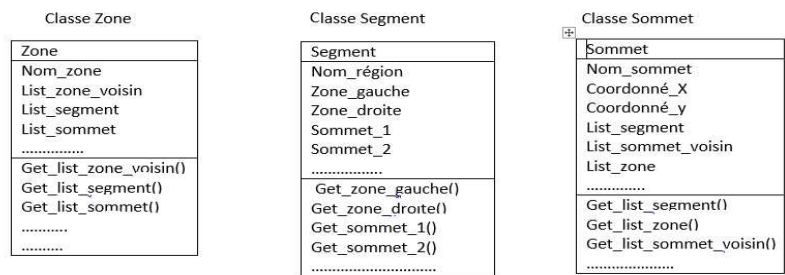 Classe Zone
Zone
Nom_zone
List_zone_voisin
List_segment
List_sommet
...............
Get_list_zone_voisin()
Get_list_segment()
Get_list_sommet()
...........
..........
Classe Segment
Segment
Nom_région
Zone_gauche
Zone_droite
Sommet_1
Sommet_2
.................
Get_zone_gauche()
Get_zone_droite()
Get_sommet_1()
Get_sommet_2()
.............................
Classe Sommet
Sommet
Nom_sommet
Coordonné_X
Coordonné_y
List_segment
List_sommet_voisin
List_zone
..............
Get_list_segment()
Get_list_zone()
Get_list_sommet_voisin()
....................